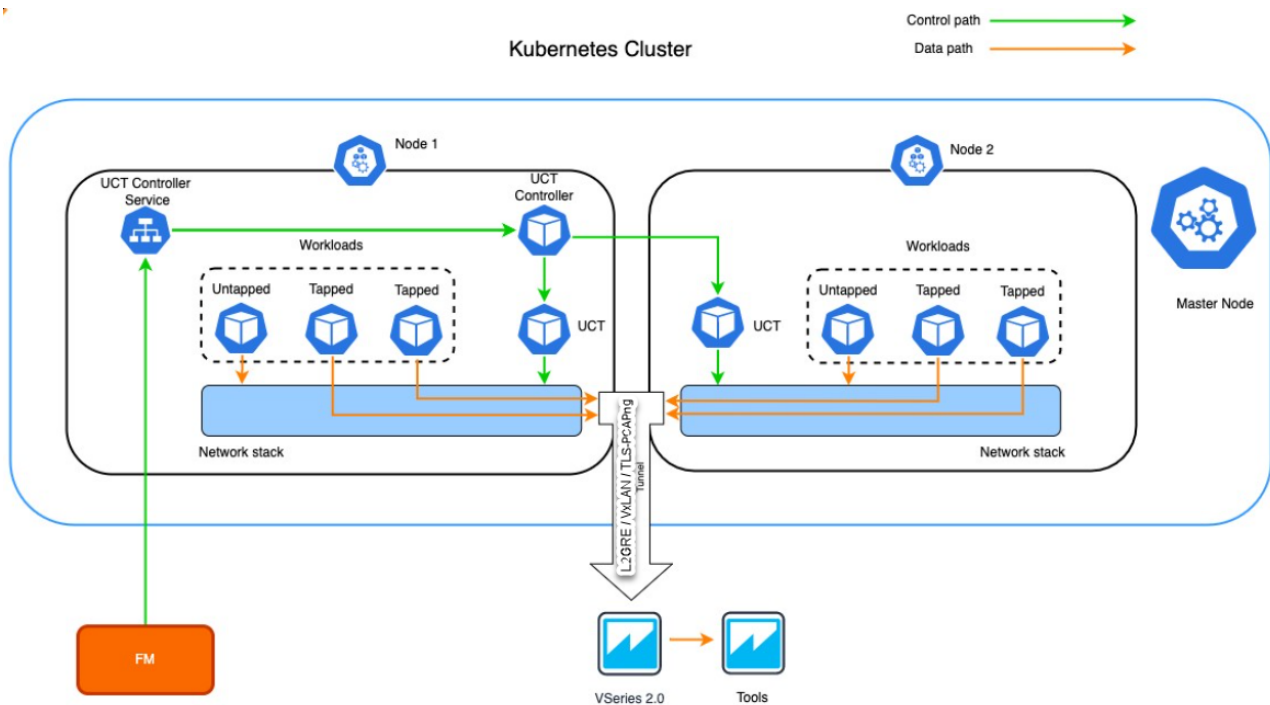 Control path
Data path
Kubernetes Cluster
Node 1
Node 2
UCT Controller
Service
UCT
Controller
Workloads
Workloads
Untapped
Tapped
Tapped
Untapped
Tapped
Tapped
UCT
UCT
Master Node
Network stack
Network stack
L2GRE / VxLAN / TLS-PCAPng
Tunnel
FM
VSeries 2.0
Tools